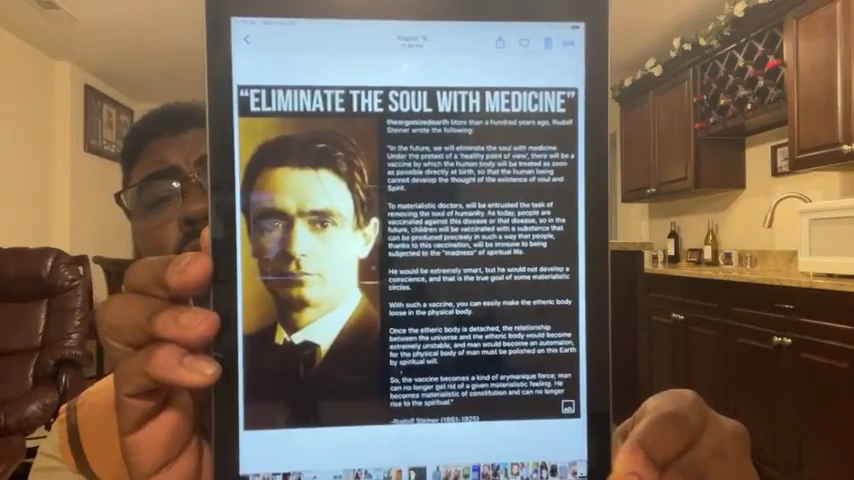 August 16
Edit
"ELIMINATE THE SOUL WITH MEDICINE"
theorgonizedearth More than a hundred years ago, Rudolf
Steiner wrote the following:
"In the future, we will eliminate the soul with medicine.
Under the pretext of a 'healthy point of view', there will be a
vaccine by which the human body will be treated as soon
as possible directly at birth, so that the human being
cannot develop the thought of the existence of soul and
Spirit.
To materialistic doctors, will be entrusted the task of
removing the soul of humanity. As today, people are
vaccinated against this disease or that disease, so in the
future, children will be vaccinated with a substance that
can be produced precisely in such a way that people,
thanks to this vaccination, will be immune to being
subjected to the "madness" of spiritual life.
He would be extremely smart, but he would not develop a
conscience, and that is the true goal of some materialistic
circles.
With such a vaccine, you can easily make the etheric body
loose in the physical body.
Once the etheric body is detached, the relationship
between the universe and the etheric body would become
extremely unstable, and man would become an automaton,
for the physical body of man must be polished on this Earth
by spiritual will.
So, the vaccine becomes a kind of arymanique force; man
can no longer get rid of a given materialistic feeling. He
becomes materialistic of constitution and can no longer
rise to the spiritual."
-Rudolf Steiner (1861-1925)